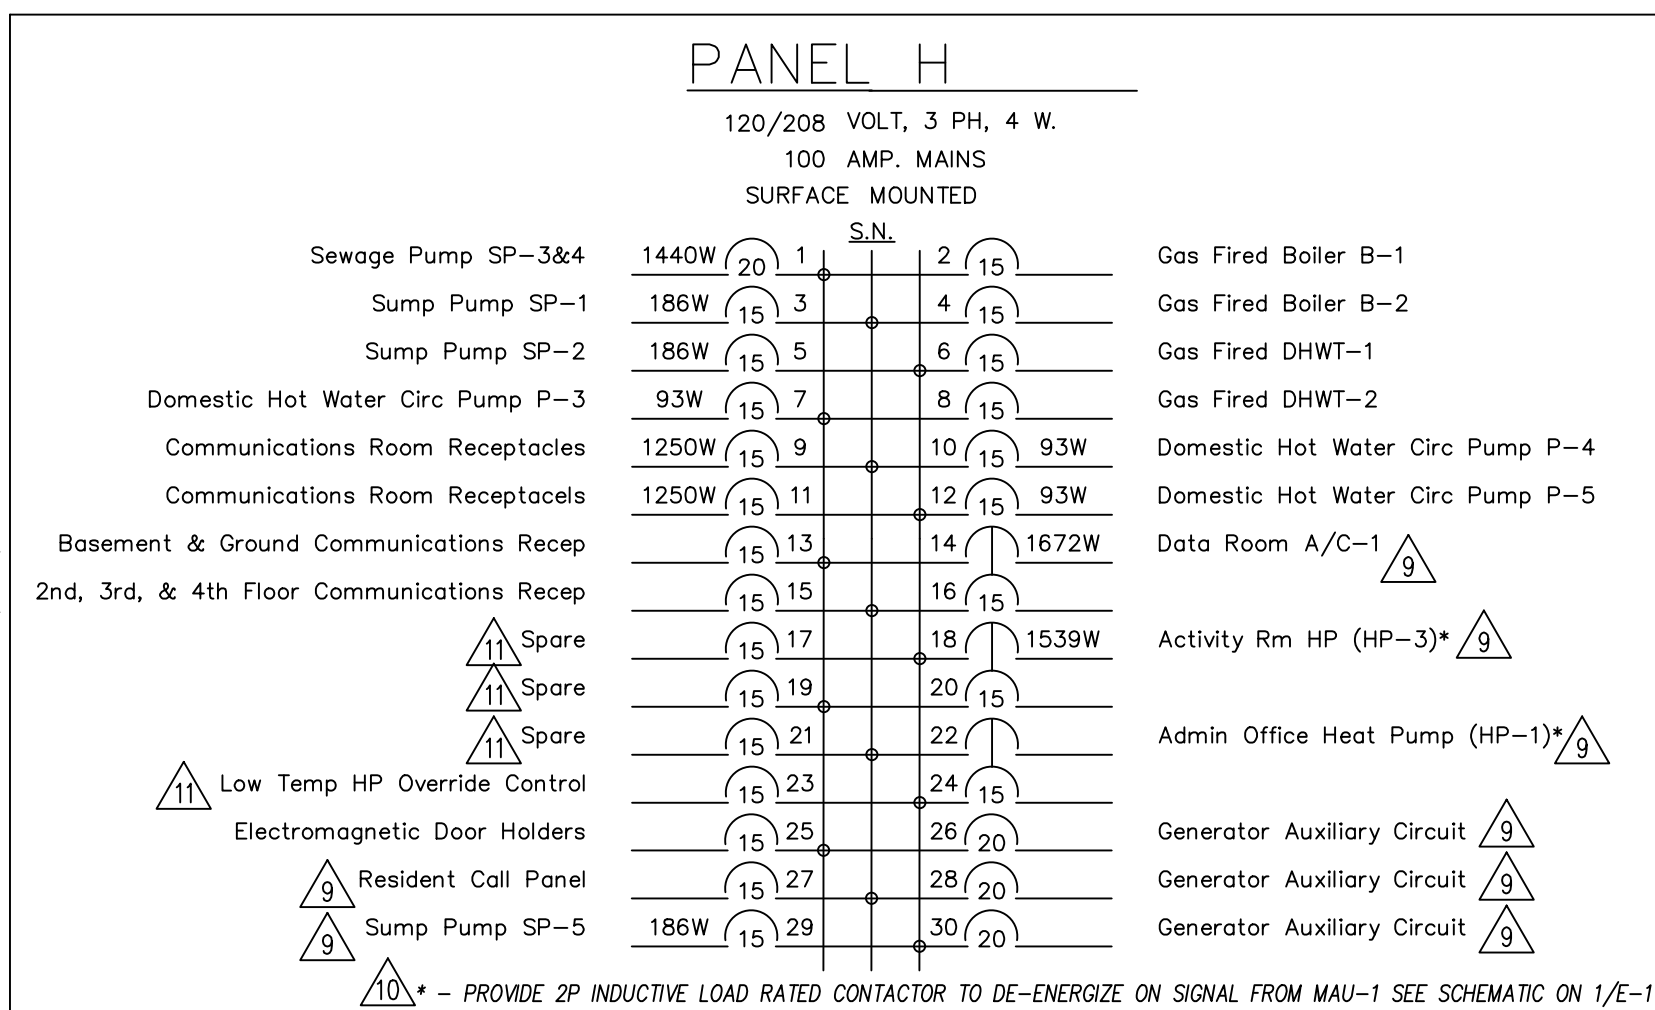 PANEL H
120/208 VOLT, 3 PH, 4 W.
100 AMP. MAINS
SURFACE MOUNTED
S.N.
Sewage Pump SP-3&4 1440W 20 1 2 15 Gas Fired Boiler B-1
Sump Pump SP-1 186W 15 3 4 15 Gas Fired Boiler B-2
Sump Pump SP-2 186W 15 5 6 15 Gas Fired DHWT-1
Domestic Hot Water Circ Pump P-3 93W 15 7 8 15 Gas Fired DHWT-2
Communications Room Receptacles 1250W 15 9 10 15 93W Domestic Hot Water Circ Pump P-4
Communications Room Receptacels 1250W 15 11 12 15 93W Domestic Hot Water Circ Pump P-5
Basement & Ground Communications Recep 15 13 14 1672W Data Room A/C-1 9
2nd, 3rd, & 4th Floor Communications Recep 15 15 16 15
11 Spare 15 17 18 1539W Activity Rm HP (HP-3)* 9
11 Spare 15 19 20 15
11 Spare 15 21 22 Admin Office Heat Pump (HP-1)* 9
11 Low Temp HP Override Control 15 23 24 15
Electromagnetic Door Holders 15 25 26 20 Generator Auxiliary Circuit 9
9 Resident Call Panel 15 27 28 20 Generator Auxiliary Circuit 9
9 Sump Pump SP-5 186W 15 29 30 20 Generator Auxiliary Circuit 9
10 * - PROVIDE 2P INDUCTIVE LOAD RATED CONTACTOR TO DE-ENERGIZE ON SIGNAL FROM MAU-1 SEE SCHEMATIC ON 1/E-1